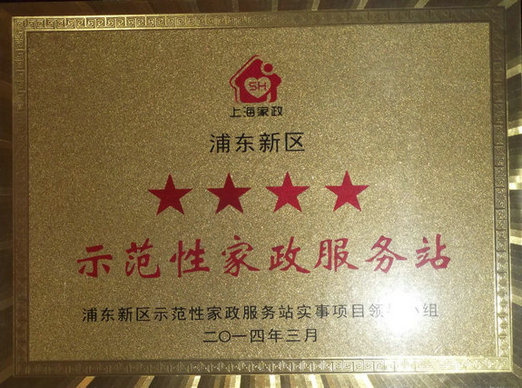 SH
上海家政
浦东新区
★★★★
示范性家政服务站
浦东新区示范性家政服务站实事项目领 小组
二〇一四年三月